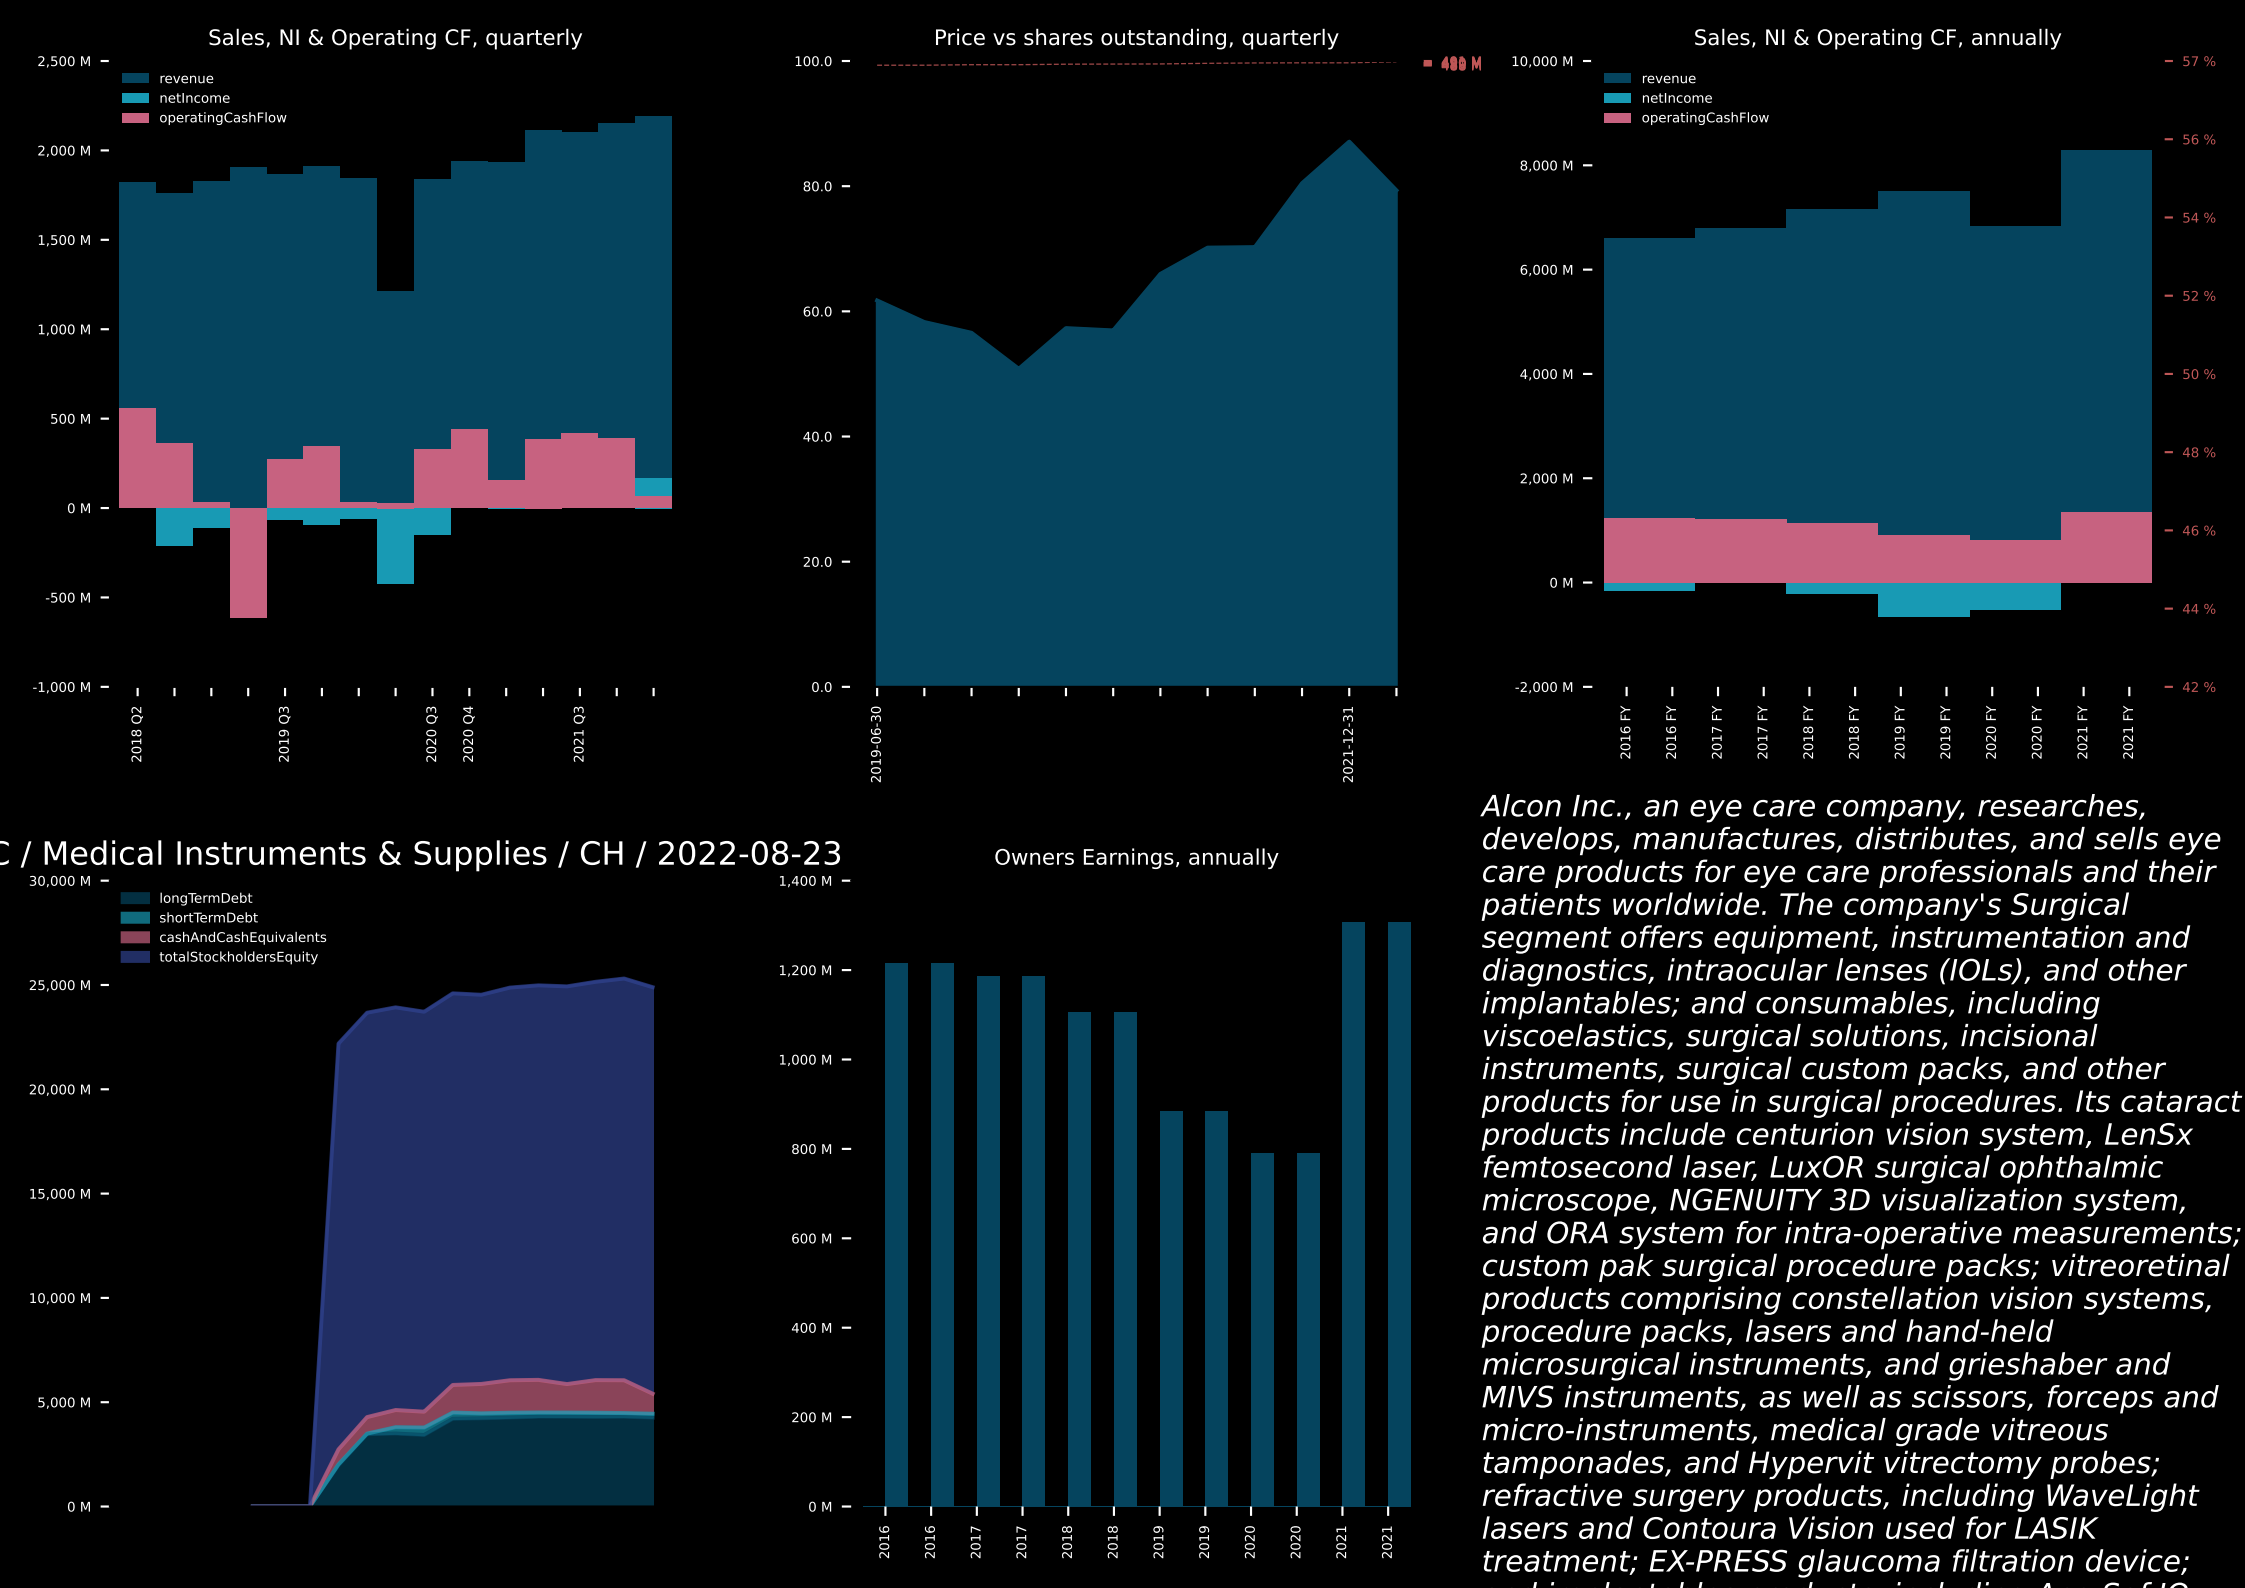 Sales, NI & Operating CF, quarterly
2,500 M
2,000 M
1,500 M
1,000 M
500 M
0 M
-500 M
-1,000 M
revenue
netIncome
operatingCashFlow
2018 Q2
2019 Q3
2020 Q3
2020 Q4
2021 Q3
Price vs shares outstanding, quarterly
100.0
80.0
60.0
40.0
20.0
0.0
2019-06-30
2021-12-31
Sales, NI & Operating CF, annually
10,000 M
8,000 M
6,000 M
4,000 M
2,000 M
0 M
-2,000 M
revenue
netIncome
operatingCashFlow
57 %
56 %
54 %
52 %
50 %
48 %
46 %
44 %
42 %
2016 FY
2016 FY
2017 FY
2017 FY
2018 FY
2018 FY
2019 FY
2019 FY
2020 FY
2020 FY
2021 FY
2021 FY
/ Medical Instruments & Supplies / CH / 2022-08-23
30,000 M
25,000 M
20,000 M
15,000 M
10,000 M
5,000 M
0 M
longTermDebt
shortTermDebt
cashAndCashEquivalents
totalStockholdersEquity
Owners Earnings, annually
1,400 M
1,200 M
1,000 M
800 M
600 M
400 M
200 M
0 M
2016
2016
2017
2017
2018
2018
2019
2019
2020
2020
2021
2021
Alcon Inc., an eye care company, researches,
develops, manufactures, distributes, and sells eye
care products for eye care professionals and their
patients worldwide. The company's Surgical
segment offers equipment, instrumentation and
diagnostics, intraocular lenses (IOLs), and other
implantables; and consumables, including
viscoelastics, surgical solutions, incisional
instruments, surgical custom packs, and other
products for use in surgical procedures. Its cataract
products include centurion vision system, LenSx
femtosecond laser, LuxOR surgical ophthalmic
microscope, NGENUITY 3D visualization system,
and ORA system for intra-operative measurements;
custom pak surgical procedure packs; vitreoretinal
products comprising constellation vision systems,
procedure packs, lasers and hand-held
microsurgical instruments, and grieshaber and
MIVS instruments, as well as scissors, forceps and
micro-instruments, medical grade vitreous
tamponades, and Hypervit vitrectomy probes;
refractive surgery products, including WaveLight
lasers and Contoura Vision used for LASIK
treatment; EX-PRESS glaucoma filtration device;